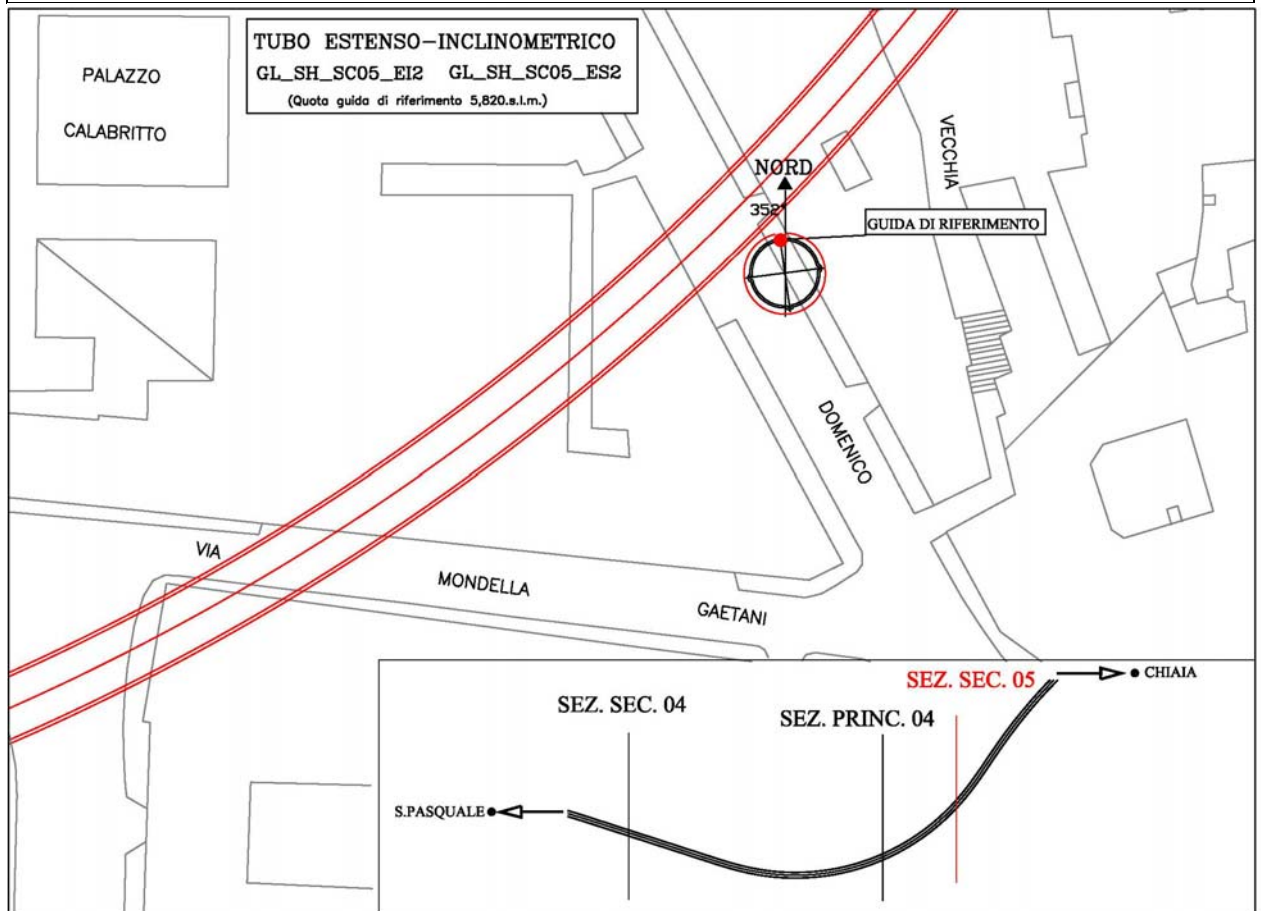 TUBO ESTENSO-INCLINOMETRICO
GL_SH_SC05_EI2 GL_SH_SC05_ES2
(Quota guida di riferimento 5,820.s.l.m.)
PALAZZO
CALABRITTO
VECCHIA
NORD
352°
GUIDA DI RIFERIMENTO
DOMENICO
VIA
MONDELLA
GAETANI
SEZ. SEC. 05
CHIAIA
SEZ. SEC. 04
SEZ. PRINC. 04
S.PASQUALE